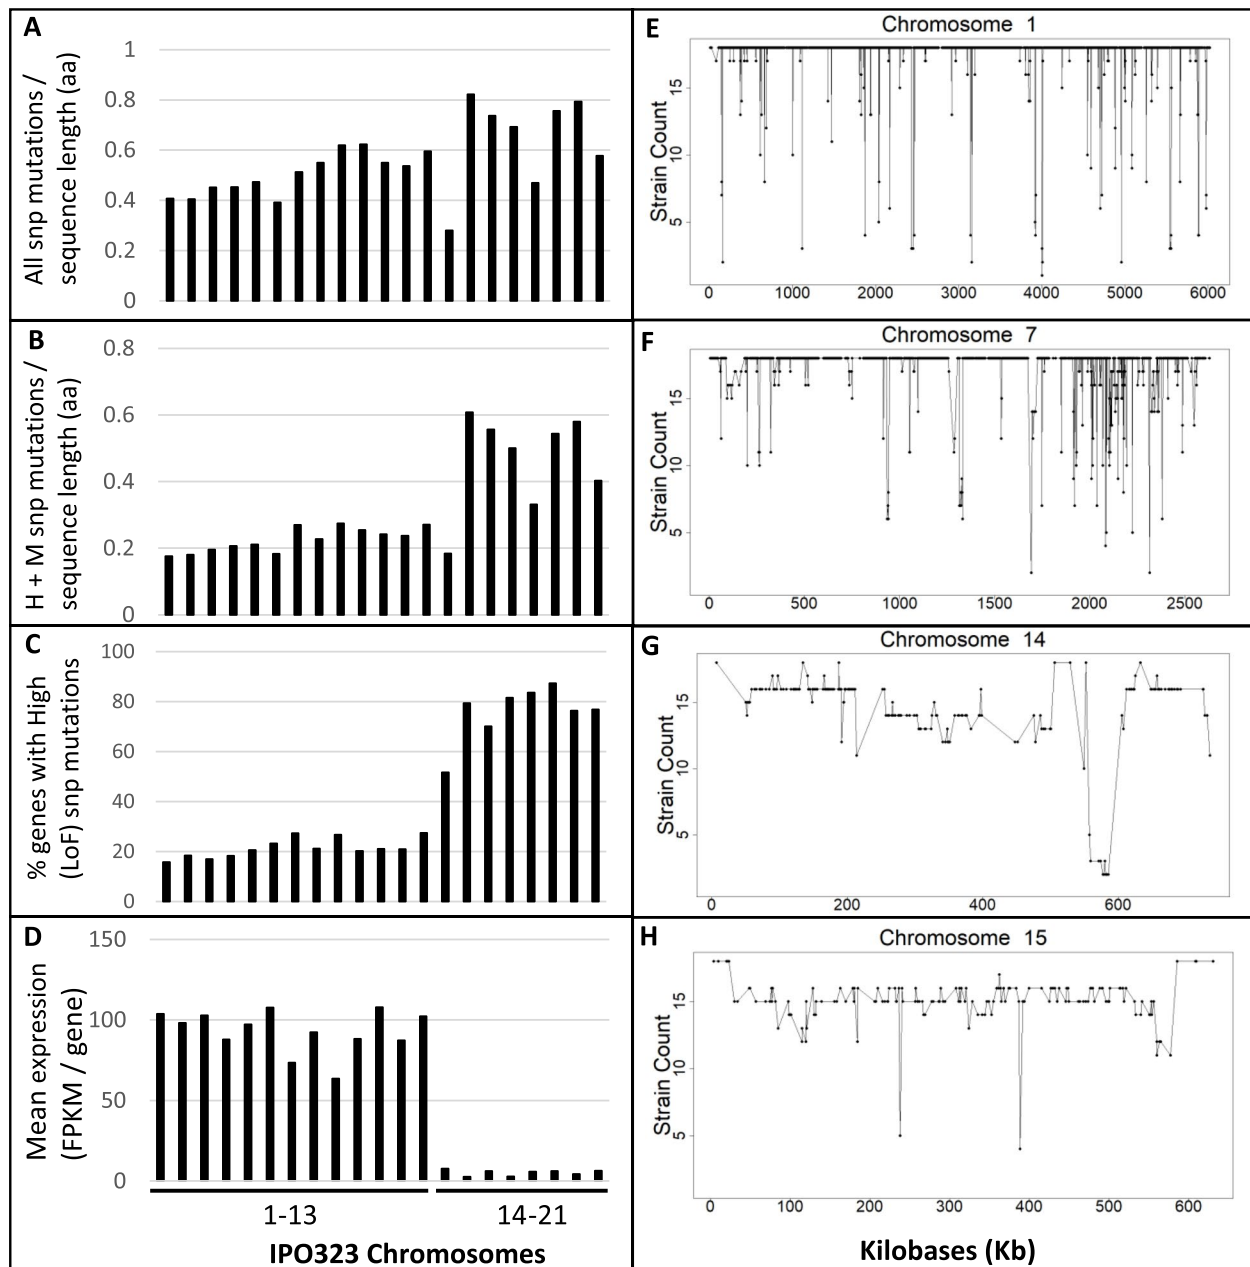 A
All snp mutations /
sequence length (aa)
1
0.8
0.6
0.4
0.2
0
B
H + M snp mutations /
sequence length (aa)
0.8
0.6
0.4
0.2
0
C
% genes with High
(LoF) snp mutations
100
80
60
40
20
0
D
Mean expression
(FPKM / gene)
150
100
50
0
1-13
14-21
IPO323 Chromosomes
E
Chromosome 1
Strain Count
15
10
5
0 1000 2000 3000 4000 5000 6000
F
Chromosome 7
Strain Count
15
10
5
0 500 1000 1500 2000 2500
G
Chromosome 14
Strain Count
15
10
5
0 200 400 600
H
Chromosome 15
Strain Count
15
10
5
0 100 200 300 400 500 600
Kilobases (Kb)